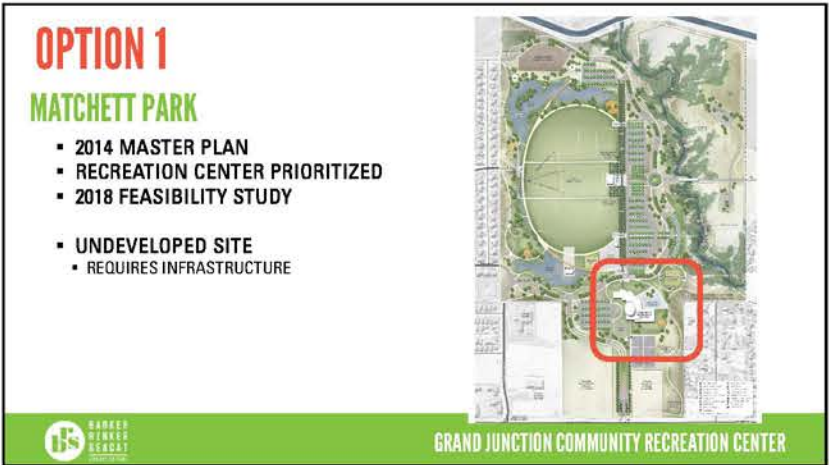 OPTION 1
MATCHETT PARK
▪ 2014 MASTER PLAN
▪ RECREATION CENTER PRIORITIZED
▪ 2018 FEASIBILITY STUDY
▪ UNDEVELOPED SITE
▪ REQUIRES INFRASTRUCTURE
BARKER
RINKER
SEACAT
GRAND JUNCTION COMMUNITY RECREATION CENTER